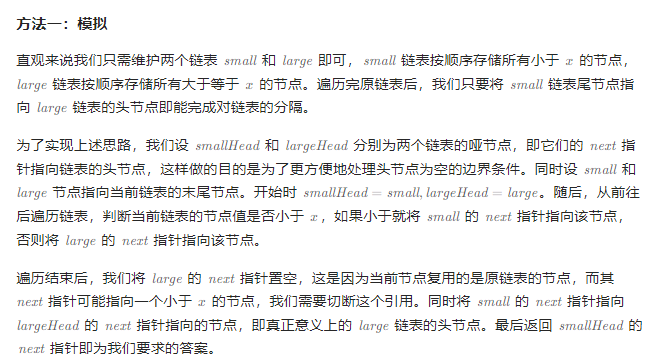 方法一：模拟
直观来说我们只需维护两个链表 small 和 large 即可，small 链表按顺序存储所有小于 x 的节点，
large 链表按顺序存储所有大于等于 x 的节点。遍历完原链表后，我们只要将 small 链表尾节点指
向 large 链表的头节点即能完成对链表的分隔。
为了实现上述思路，我们设 smallHead 和 largeHead 分别为两个链表的哑节点，即它们的 next 指
针指向链表的头节点，这样做的目的是为了更方便地处理头节点为空的边界条件。同时设 small 和
large 节点指向当前链表的末尾节点。开始时 smallHead = small, largeHead = large。随后，从前往
后遍历链表，判断当前链表的节点值是否小于 x，如果小于就将 small 的 next 指针指向该节点，
否则将 large 的 next 指针指向该节点。
遍历结束后，我们将 large 的 next 指针置空，这是因为当前节点复用的是原链表的节点，而其
next 指针可能指向一个小于 x 的节点，我们需要切断这个引用。同时将 small 的 next 指针指向
largeHead 的 next 指针指向的节点，即真正意义上的 large 链表的头节点。最后返回 smallHead 的
next 指针即为我们要求的答案。